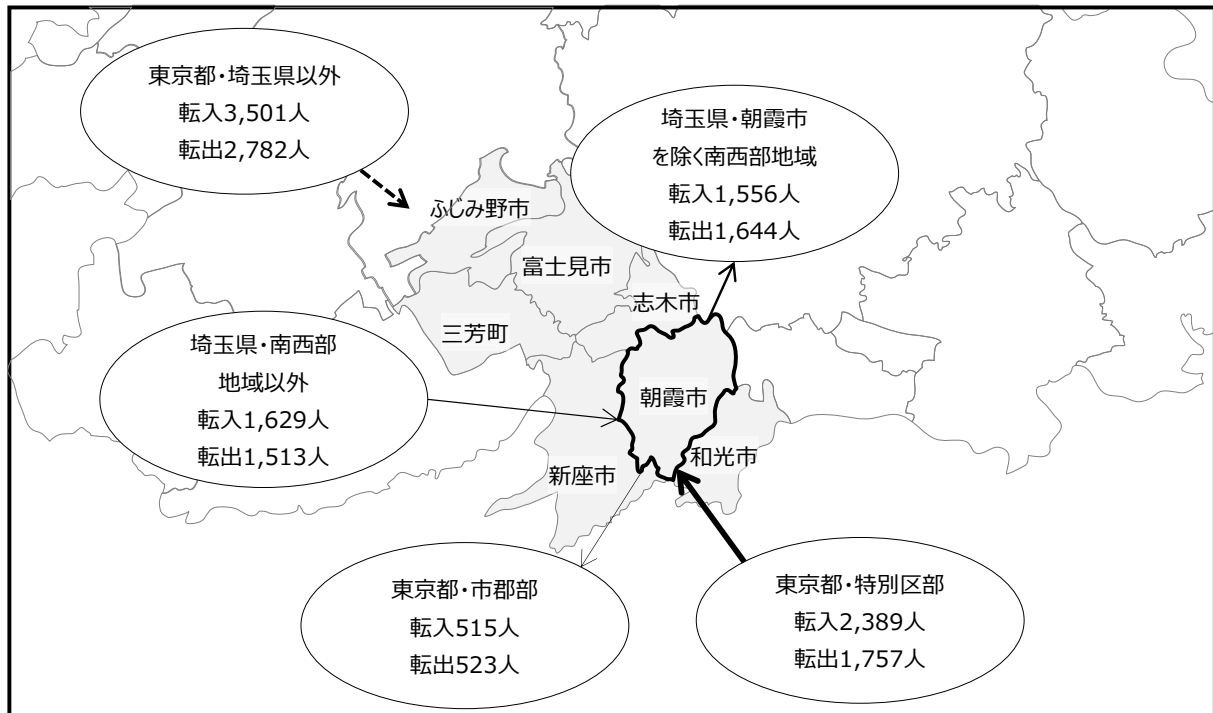 東京都・埼玉県以外
転入3,501人
転出2,782人
埼玉県・朝霞市
を除く南西部地域
転入1,556人
転出1,644人
ふじみ野市
富士見市
志木市
三芳町
埼玉県・南西部
地域以外
転入1,629人
転出1,513人
朝霞市
和光市
新座市
東京都・市郡部
転入515人
転出523人
東京都・特別区部
転入2,389人
転出1,757人